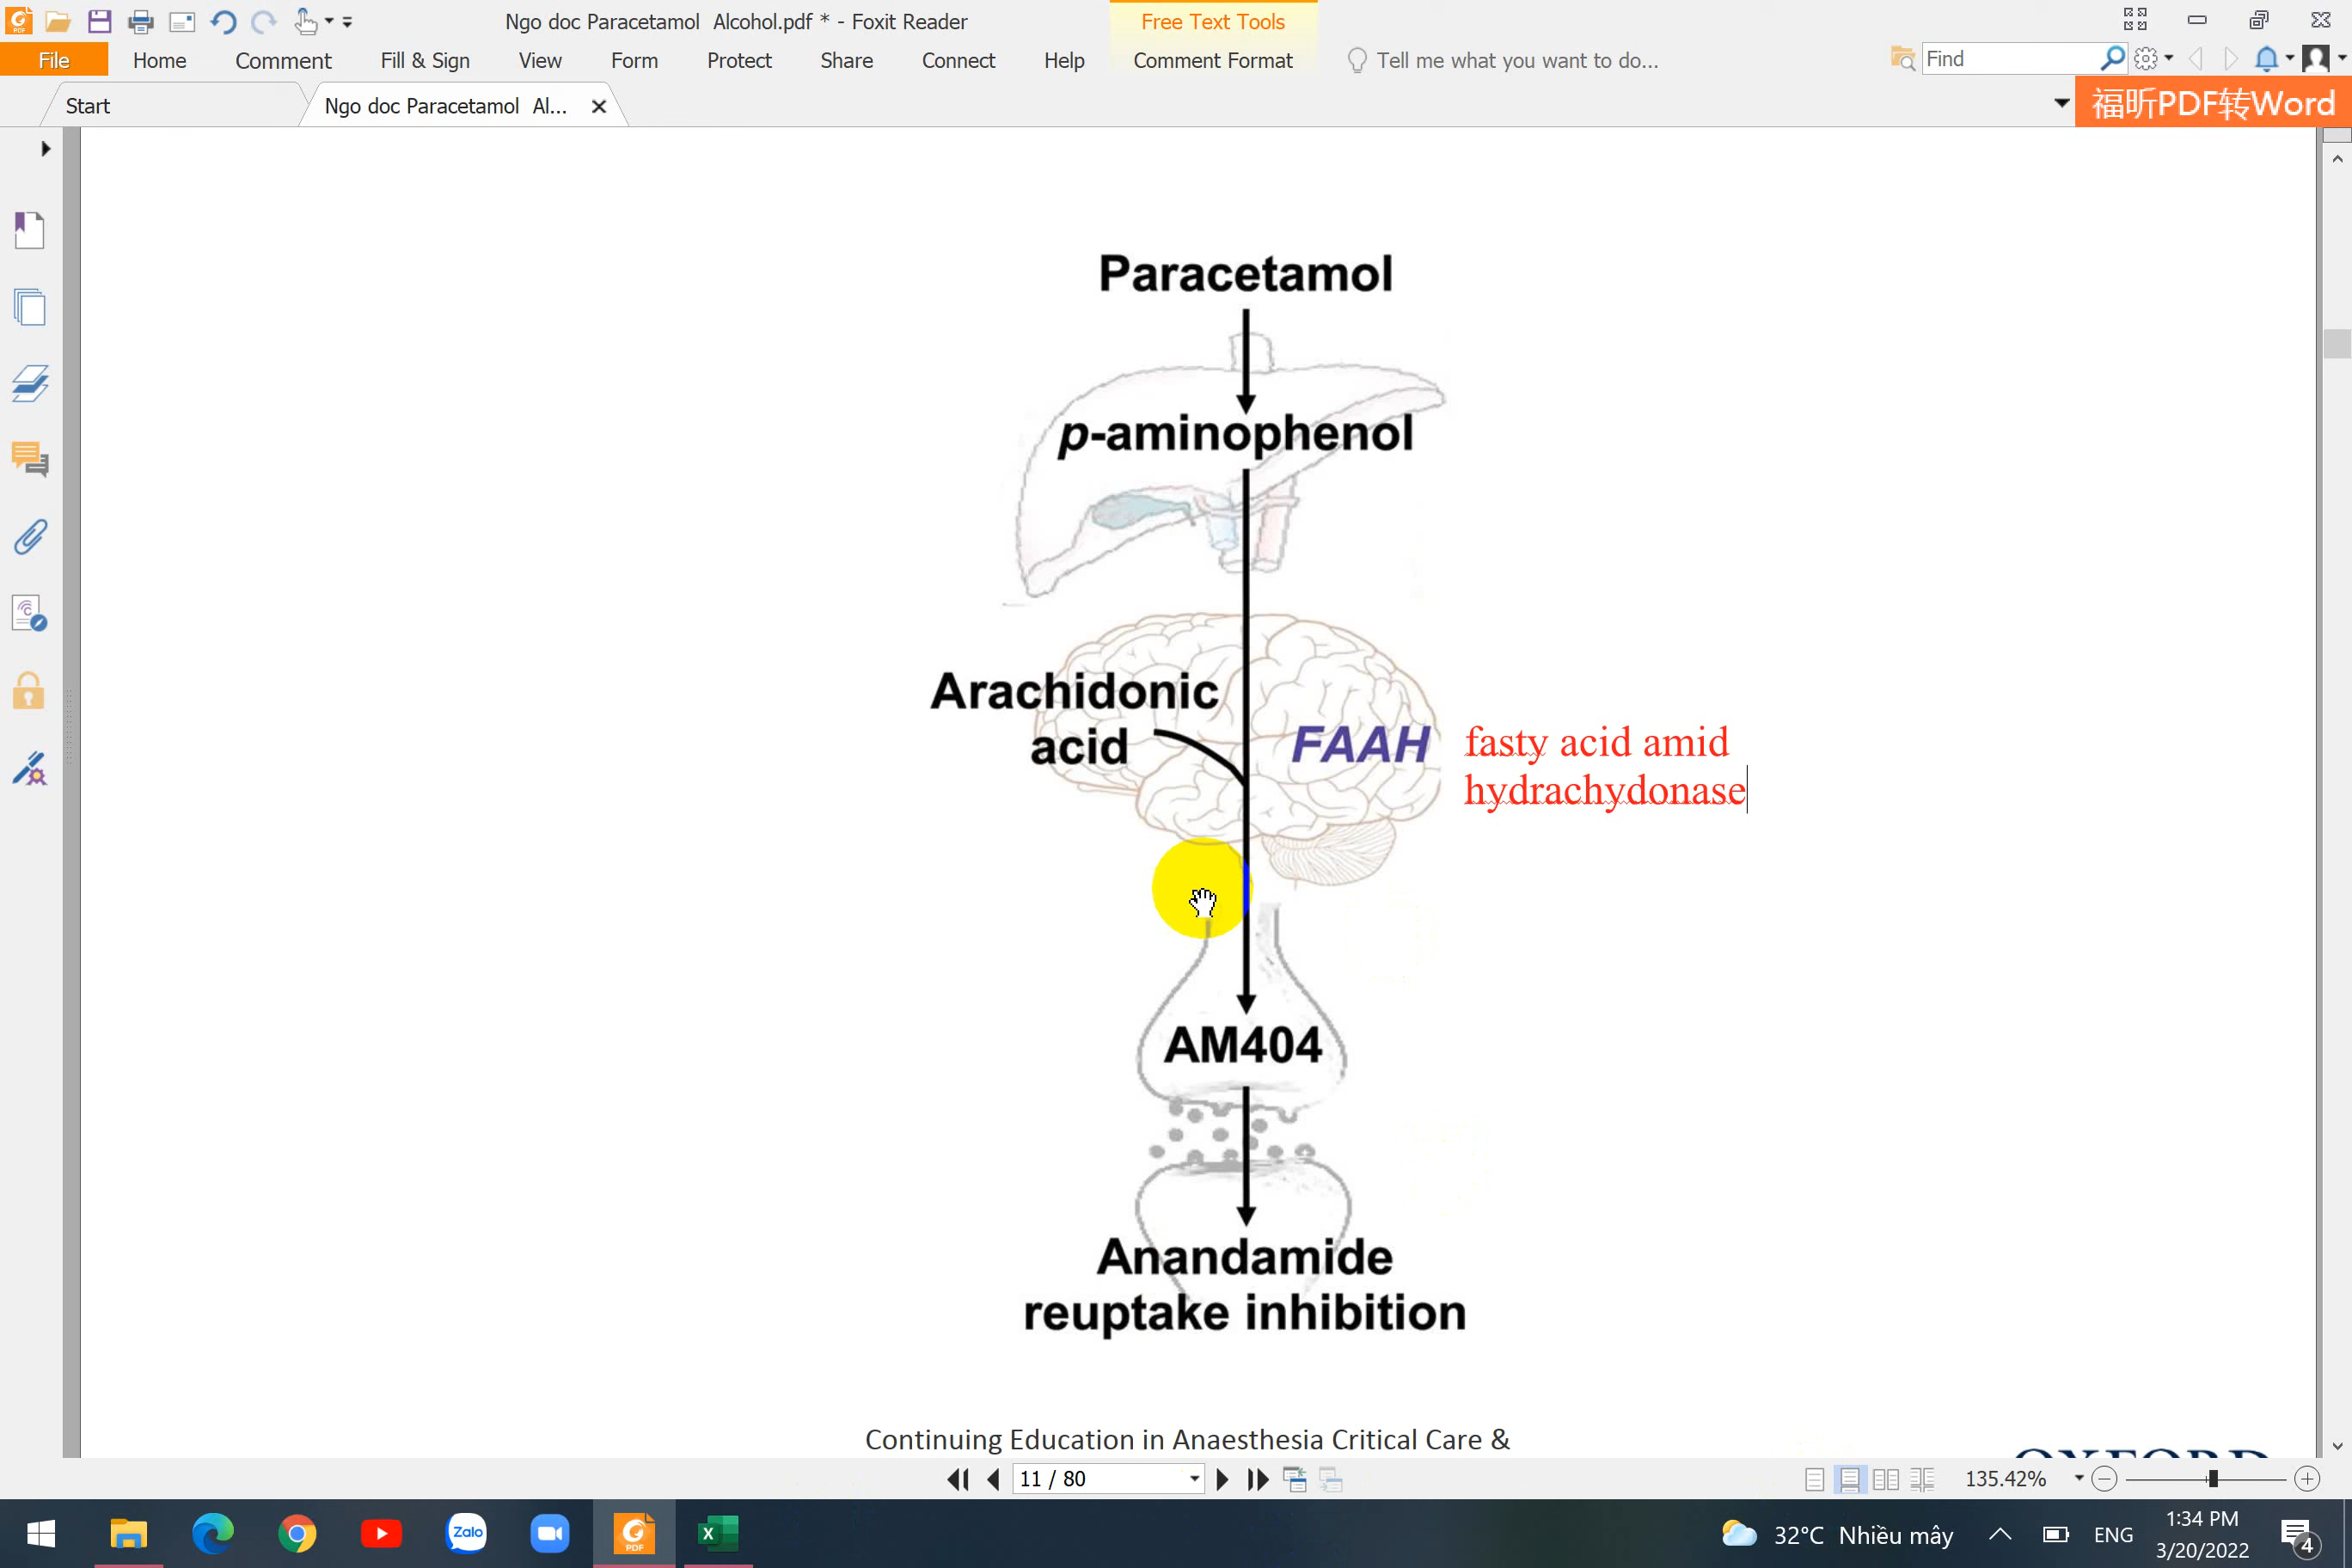 Ngo doc Paracetamol Alcohol.pdf * - Foxit Reader
Free Text Tools
File Home Comment Fill & Sign View Form Protect Share Connect Help Comment Format Tell me what you want to do... Find
Start
Ngo doc Paracetamol Al...
福昕PDF转Word
Paracetamol
p-aminophenol
Arachidonic
acid
FAAH
fasty acid amid
hydrachydonase
AM404
Anandamide
reuptake inhibition
Continuing Education in Anaesthesia Critical Care &
OXFORD
11 / 80
135.42%
Zalo
PDF
32°C Nhiều mây
ENG
1:34 PM
3/20/2022
4